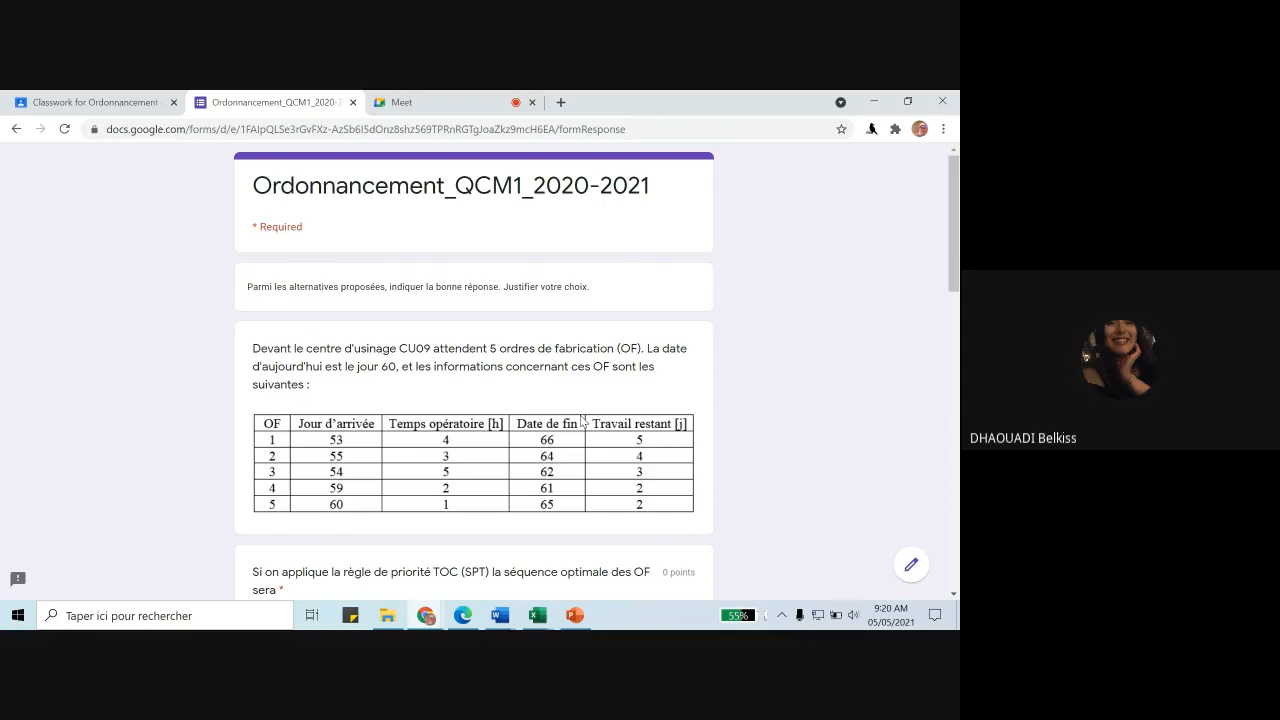 Classwork for Ordonnancement
Ordonnancement_QCM1_2020-2
Meet
docs.google.com/forms/d/e/1FAIpQLSe3rGvFXz-AzSb6I5dOnz8shz569TPRnRGTgJoaZkz9mcH6EA/formResponse
Ordonnancement_QCM1_2020-2021
* Required
Parmi les alternatives proposées, indiquer la bonne réponse. Justifier votre choix.
Devant le centre d'usinage CU09 attendent 5 ordres de fabrication (OF). La date
d'aujourd'hui est le jour 60, et les informations concernant ces OF sont les
suivantes :
OF Jour d'arrivée Temps opératoire [h] Date de fin Travail restant [j]
1 53 4 66 5
2 55 3 64 4
3 54 5 62 3
4 59 2 61 2
5 60 1 65 2
Si on applique la règle de priorité TOC (SPT) la séquence optimale des OF
sera *
0 points
DHAOUADI Belkiss
Taper ici pour rechercher
55%
9:20 AM
05/05/2021